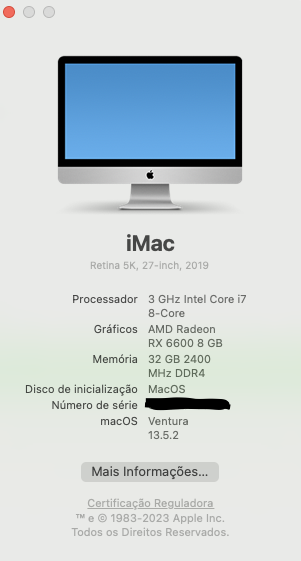 iMac
Retina 5K, 27-inch, 2019
Processador 3 GHz Intel Core i7
8-Core
Gráficos AMD Radeon
RX 6600 8 GB
Memória 32 GB 2400
MHz DDR4
Disco de inicialização MacOS
Número de série
macOS Ventura
13.5.2
Mais Informações...
Certificação Reguladora
™ e © 1983-2023 Apple Inc.
Todos os Direitos Reservados.